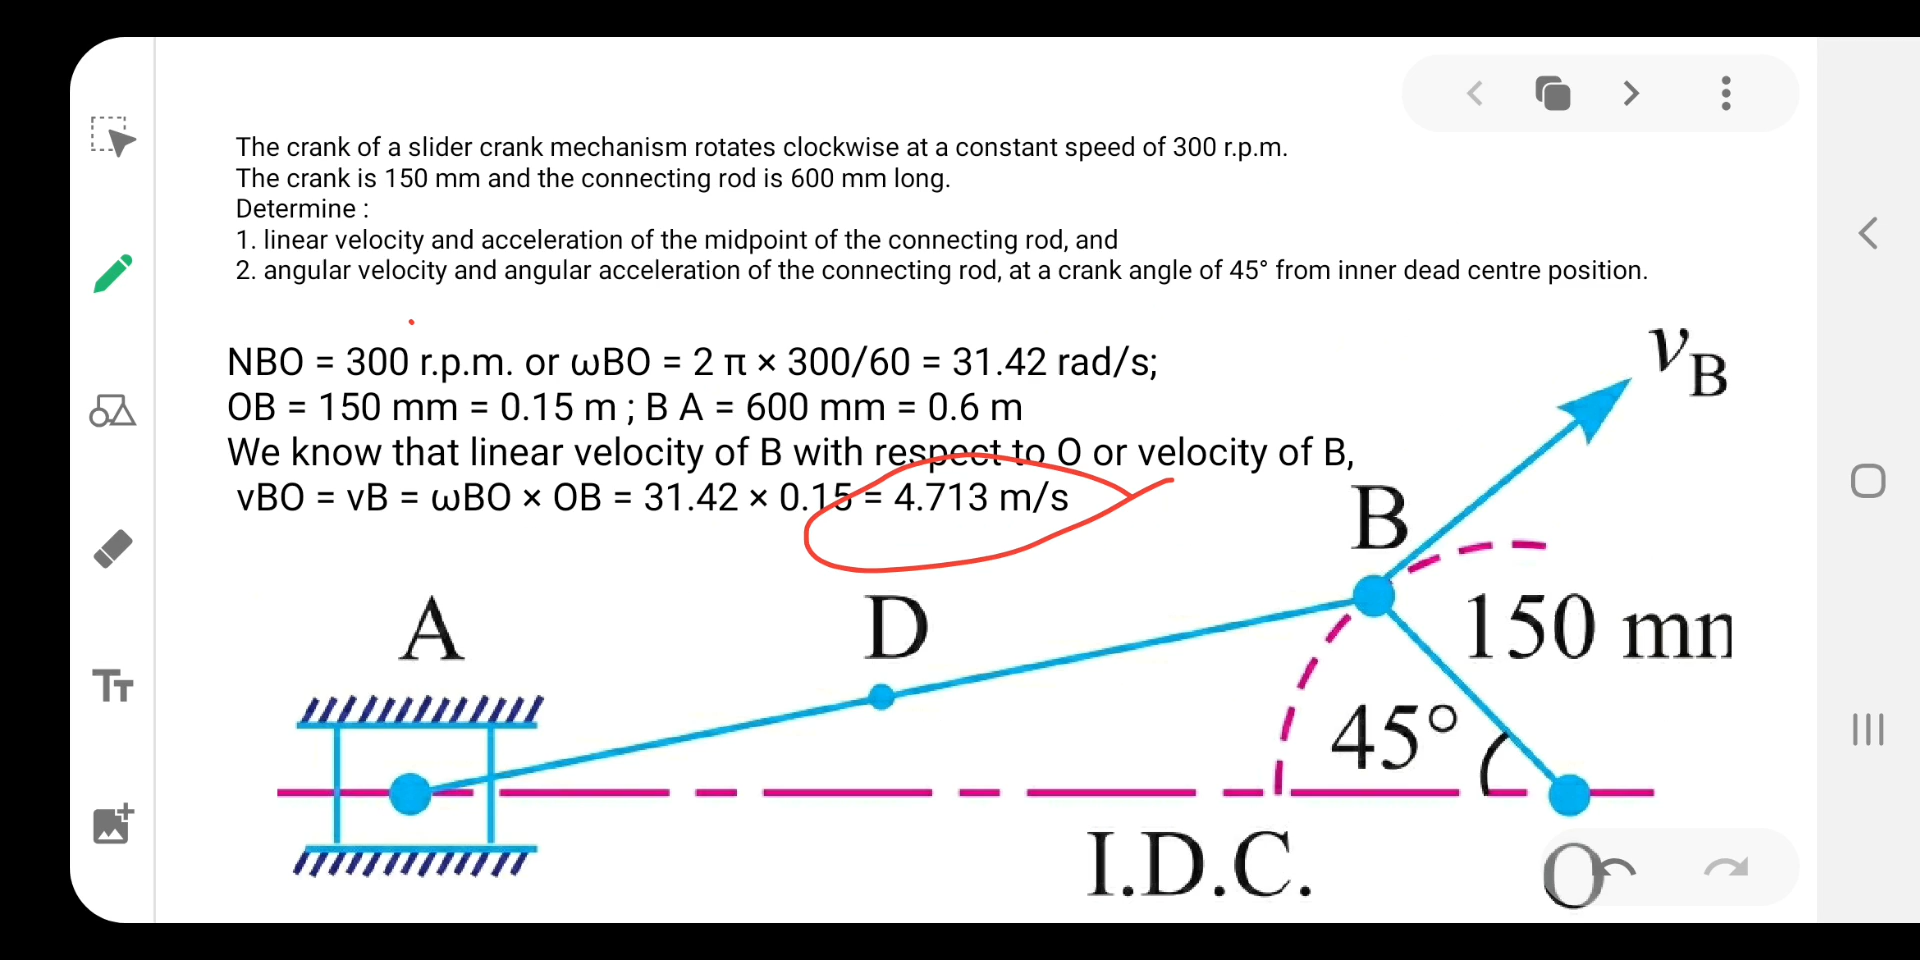 The crank of a slider crank mechanism rotates clockwise at a constant speed of 300 r.p.m.
The crank is 150 mm and the connecting rod is 600 mm long.
Determine :
1. linear velocity and acceleration of the midpoint of the connecting rod, and
2. angular velocity and angular acceleration of the connecting rod, at a crank angle of 45° from inner dead centre position.
NBO = 300 r.p.m. or ωBO = 2 π × 300/60 = 31.42 rad/s;
OB = 150 mm = 0.15 m ; B A = 600 mm = 0.6 m
We know that linear velocity of B with respect to O or velocity of B,
vBO = vB = ωBO × OB = 31.42 × 0.15 = 4.713 m/s
vB
B
A
D
150 mm
45°
I.D.C.
O
TT